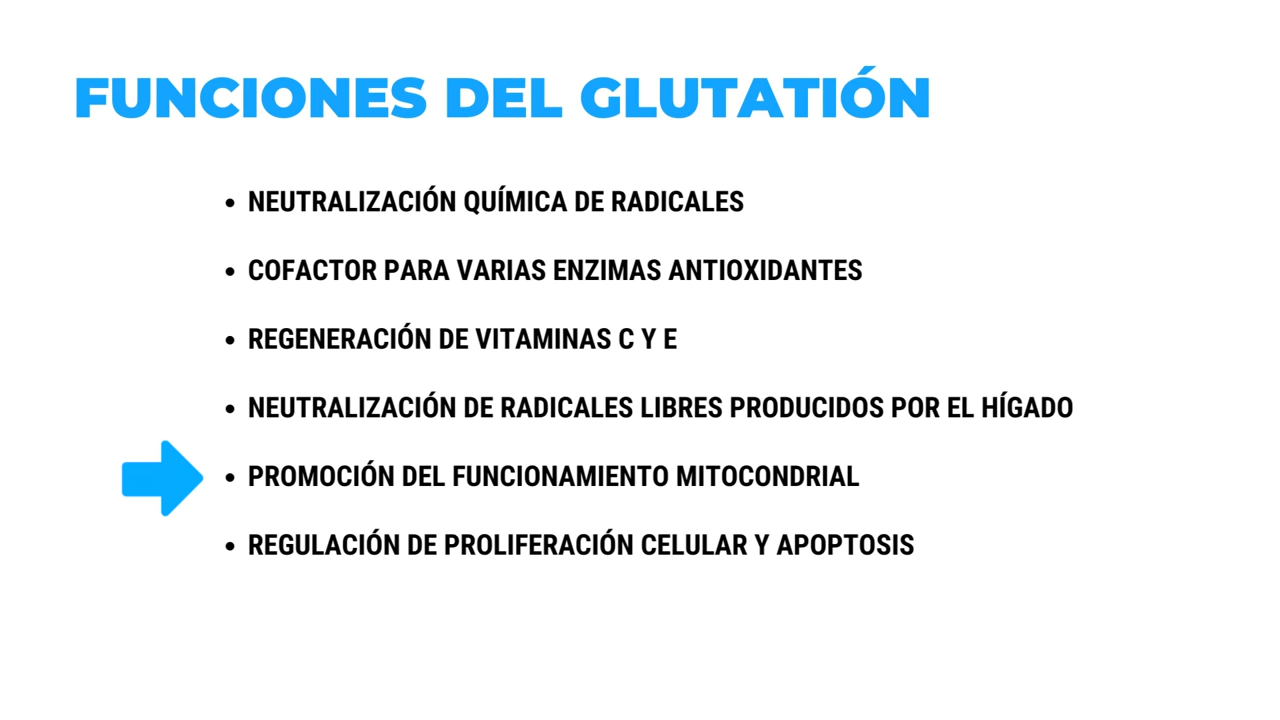 FUNCIONES DEL GLUTATIÓN
• NEUTRALIZACIÓN QUÍMICA DE RADICALES
• COFACTOR PARA VARIAS ENZIMAS ANTIOXIDANTES
• REGENERACIÓN DE VITAMINAS C Y E
• NEUTRALIZACIÓN DE RADICALES LIBRES PRODUCIDOS POR EL HÍGADO
• PROMOCIÓN DEL FUNCIONAMIENTO MITOCONDRIAL
• REGULACIÓN DE PROLIFERACIÓN CELULAR Y APOPTOSIS